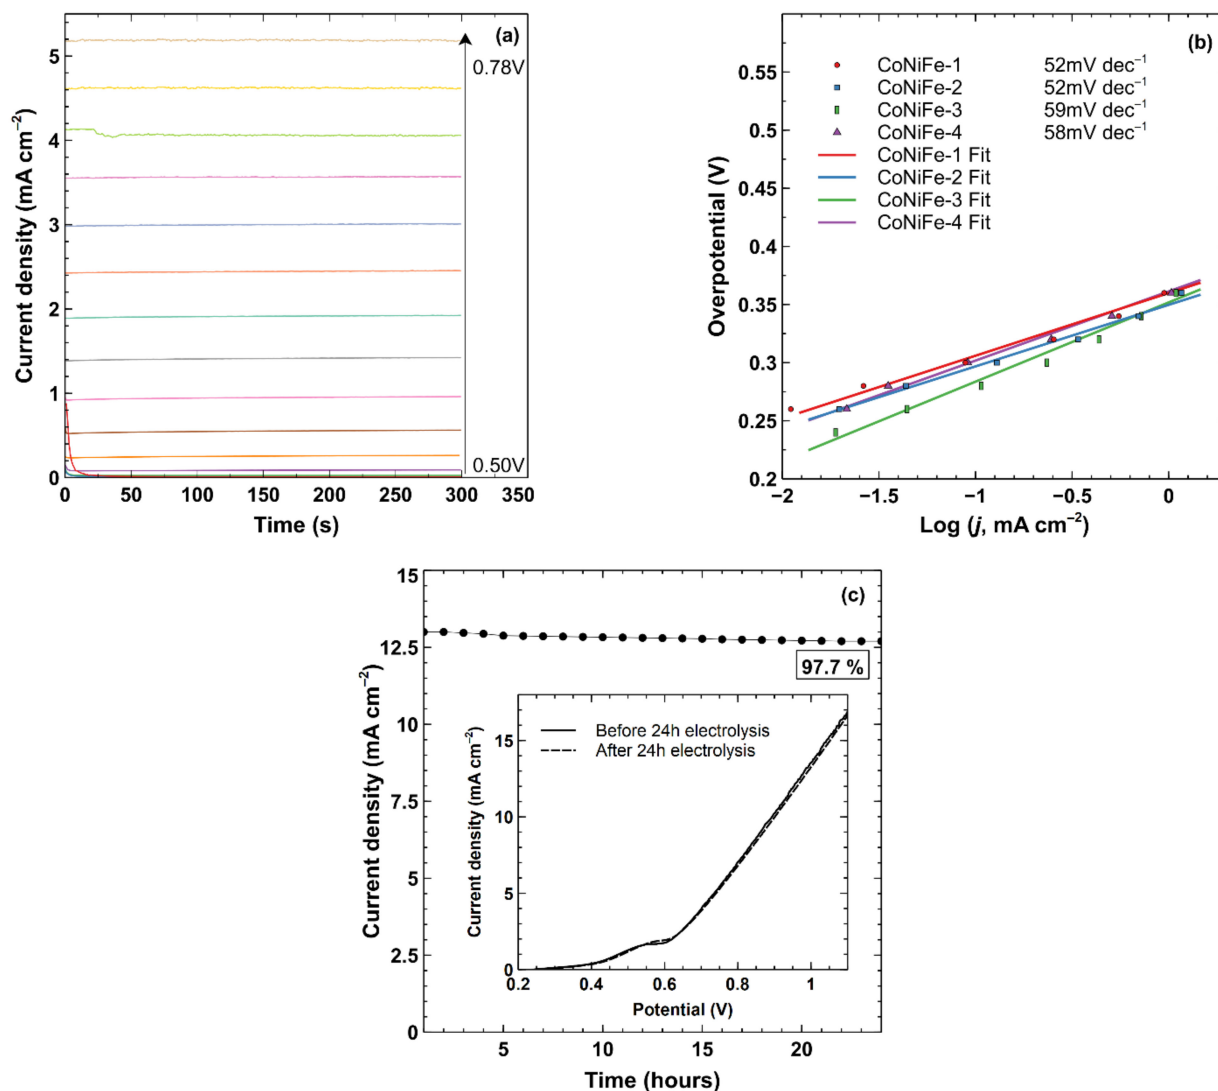 (a)
0.78V
0.50V
5
4
3
2
1
0
0 50 100 150 200 250 300 350
Current density (mA cm⁻²)
Time (s)
(b)
CoNiFe-1 52mV dec⁻¹
CoNiFe-2 52mV dec⁻¹
CoNiFe-3 59mV dec⁻¹
CoNiFe-4 58mV dec⁻¹
CoNiFe-1 Fit
CoNiFe-2 Fit
CoNiFe-3 Fit
CoNiFe-4 Fit
0.55
0.5
0.45
0.4
0.35
0.3
0.25
0.2
−2 −1.5 −1 −0.5 0
Overpotential (V)
Log (j, mA cm⁻²)
(c)
15
12.5
10
7.5
5
2.5
0
5 10 15 20
Current density (mA cm⁻²)
Time (hours)
97.7 %
Before 24h electrolysis
After 24h electrolysis
15
10
5
0
0.2 0.4 0.6 0.8 1
Current density (mA cm⁻²)
Potential (V)